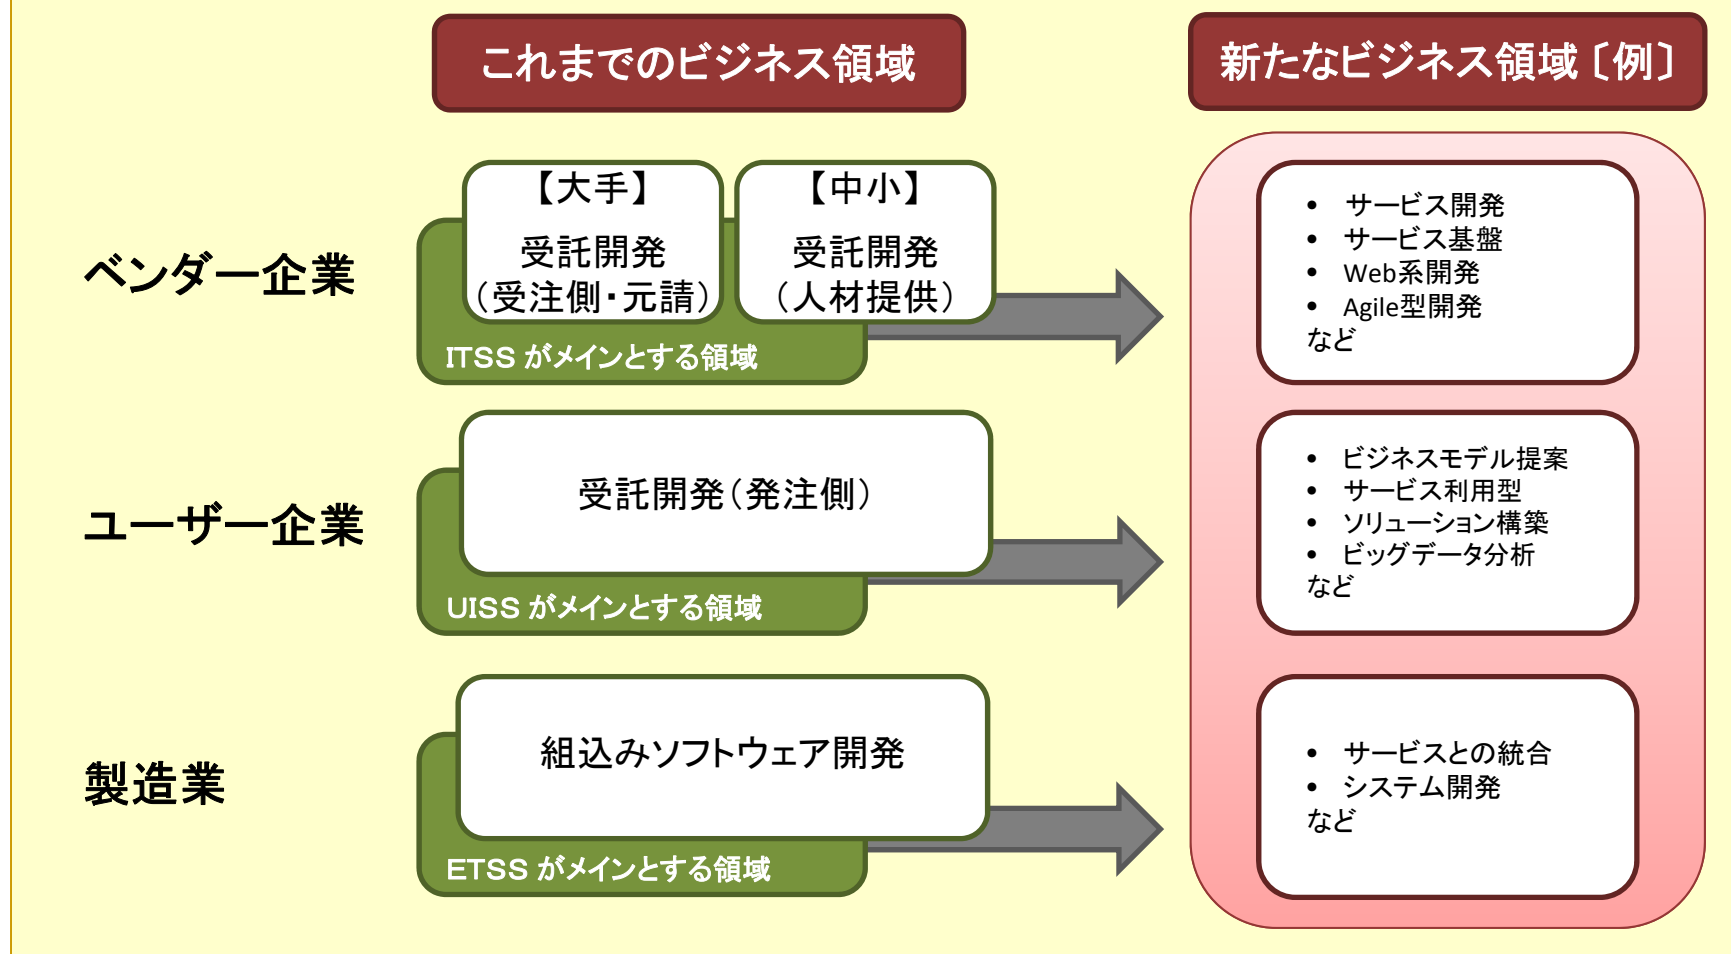 これまでのビジネス領域
新たなビジネス領域〔例〕
ベンダー企業
【大手】
受託開発
（受注側・元請）
【中小】
受託開発
（人材提供）
ITSS がメインとする領域
• サービス開発
• サービス基盤
• Web系開発
• Agile型開発
など
ユーザー企業
受託開発（発注側）
UISS がメインとする領域
• ビジネスモデル提案
• サービス利用型
• ソリューション構築
• ビッグデータ分析
など
製造業
組込みソフトウェア開発
ETSS がメインとする領域
• サービスとの統合
• システム開発
など